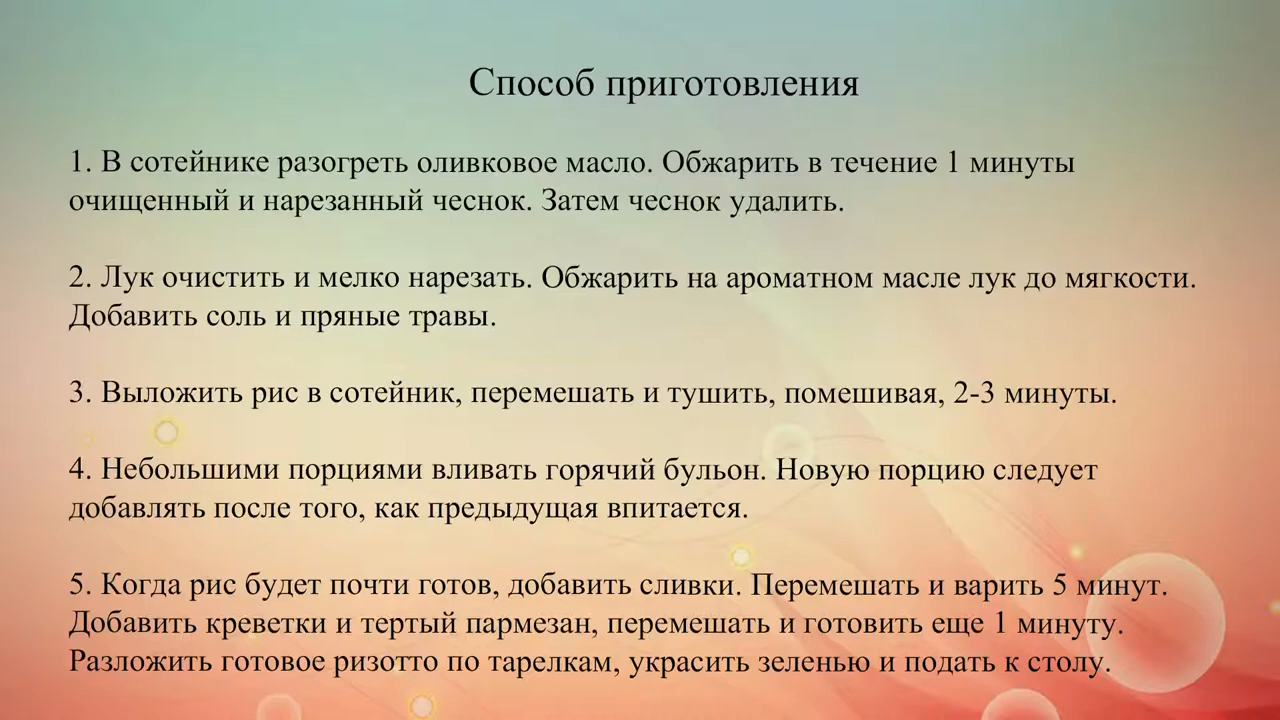 Способ приготовления
1. В сотейнике разогреть оливковое масло. Обжарить в течение 1 минуты
очищенный и нарезанный чеснок. Затем чеснок удалить.
2. Лук очистить и мелко нарезать. Обжарить на ароматном масле лук до мягкости.
Добавить соль и пряные травы.
3. Выложить рис в сотейник, перемешать и тушить, помешивая, 2-3 минуты.
4. Небольшими порциями вливать горячий бульон. Новую порцию следует
добавлять после того, как предыдущая впитается.
5. Когда рис будет почти готов, добавить сливки. Перемешать и варить 5 минут.
Добавить креветки и тертый пармезан, перемешать и готовить еще 1 минуту.
Разложить готовое ризотто по тарелкам, украсить зеленью и подать к столу.